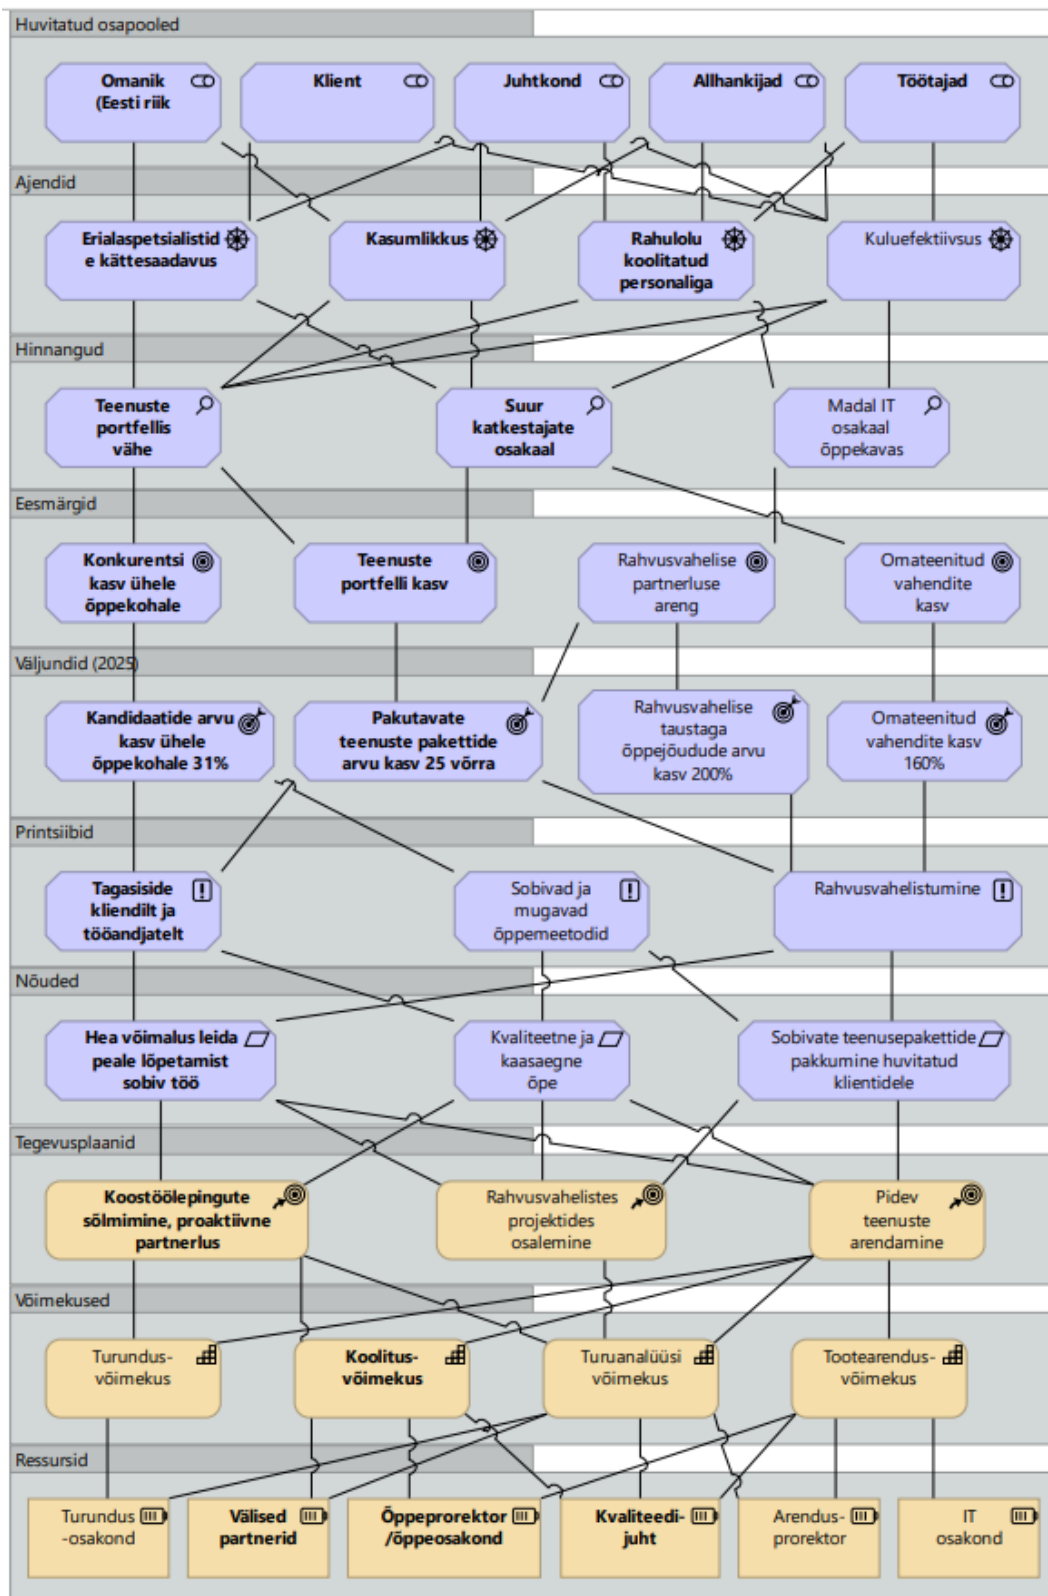 Huvitatud osapooled
Omanik
(Eesti riik
Klient
Juhtkond
Allhankijad
Töötajad
Ajendid
Erialaspetsialistid
e kättesaadavus
Kasumlikkus
Rahulolu
koolitatud
personaliga
Kuluefektiivsus
Hinnangud
Teenuste
portfellis
vähe
Suur
katkestajate
osakaal
Madal IT
osakaal
õppekavas
Eesmärgid
Konkurentsi
kasv ühele
õppekohale
Teenuste
portfelli kasv
Rahvusvahelise
partnerluse
areng
Omateenitud
vahendite
kasv
Väljundid (2025)
Kandidaatide arvu
kasv ühele
õppekohale 31%
Pakutavate
teenuste pakettide
arvu kasv 25 võrra
Rahvusvahelise
taustaga
õppejõudude arvu
kasv 200%
Omateenitud
vahendite kasv
160%
Printsiibid
Tagasiside
kliendilt ja
tööandjatelt
Sobivad ja
mugavad
õppemeetodid
Rahvusvahelistumine
Nõuded
Hea võimalus leida
peale lõpetamist
sobiv töö
Kvaliteetne ja
kaasaegne
õpe
Sobivate teenusepakettide
pakkumine huvitatud
klientidele
Tegevusplaanid
Koostöölepingute
sõlmimine, proaktiivne
partnerlus
Rahvusvahelistes
projektides
osalemine
Pidev
teenuste
arendamine
Võimekused
Turundus-
võimekus
Koolitus-
võimekus
Turuanalüüsi
võimekus
Tootearendus-
võimekus
Ressursid
Turundus
-osakond
Välised
partnerid
Õppeprorektor
/õppeosakond
Kvaliteedi-
juht
Arendus-
prorektor
IT
osakond